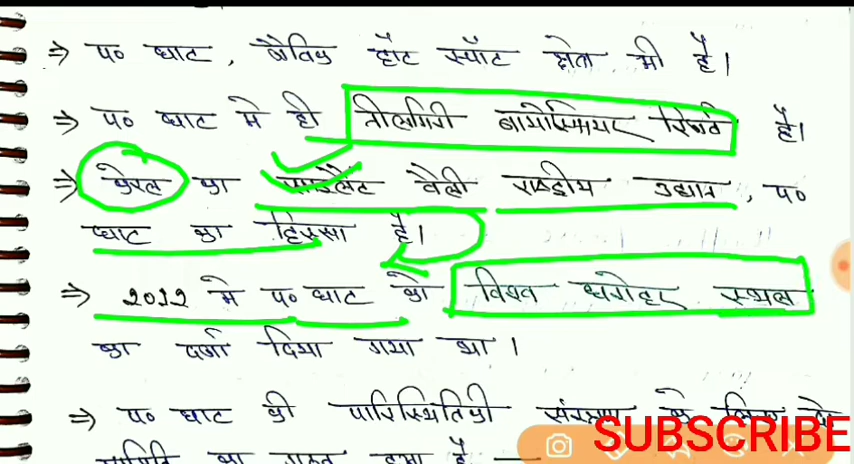 ⇒ प० घाट, जैविक हॉट स्पॉट क्षेत्र भी है।
⇒ प० घाट में ही नीलगिरी बायोस्फियर रिजर्व है।
⇒ केरल का साइलेंट वैली राष्ट्रीय उद्यान, प०
घाट का हिस्सा है।
⇒ 2012 में प० घाट को विश्व धरोहर स्थल
का दर्जा दिया गया था।
⇒ प० घाट की पारिस्थितिकी संरक्षण के लिए
का गठन हुआ है —
SUBSCRIBE